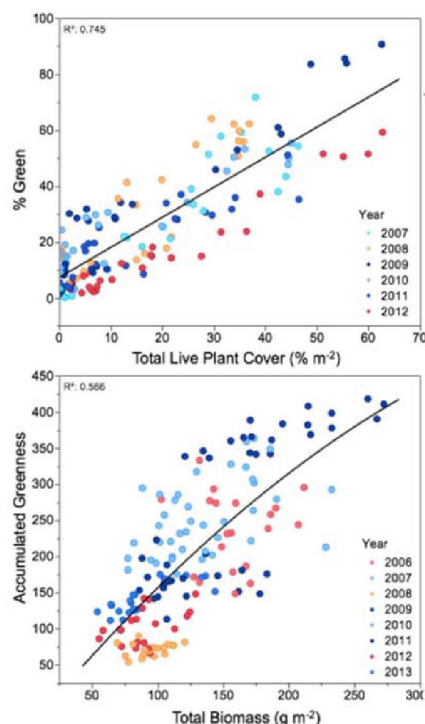 R²: 0.745
% Green
100
80
60
40
20
0
0 10 20 30 40 50 60 70
Total Live Plant Cover (% m⁻²)
Year
2007
2008
2009
2010
2011
2012
R²: 0.566
Accumulated Greenness
450
400
350
300
250
200
150
100
50
0 50 100 150 200 250 300
Total Biomass (g m⁻²)
Year
2006
2007
2008
2009
2010
2011
2012
2013